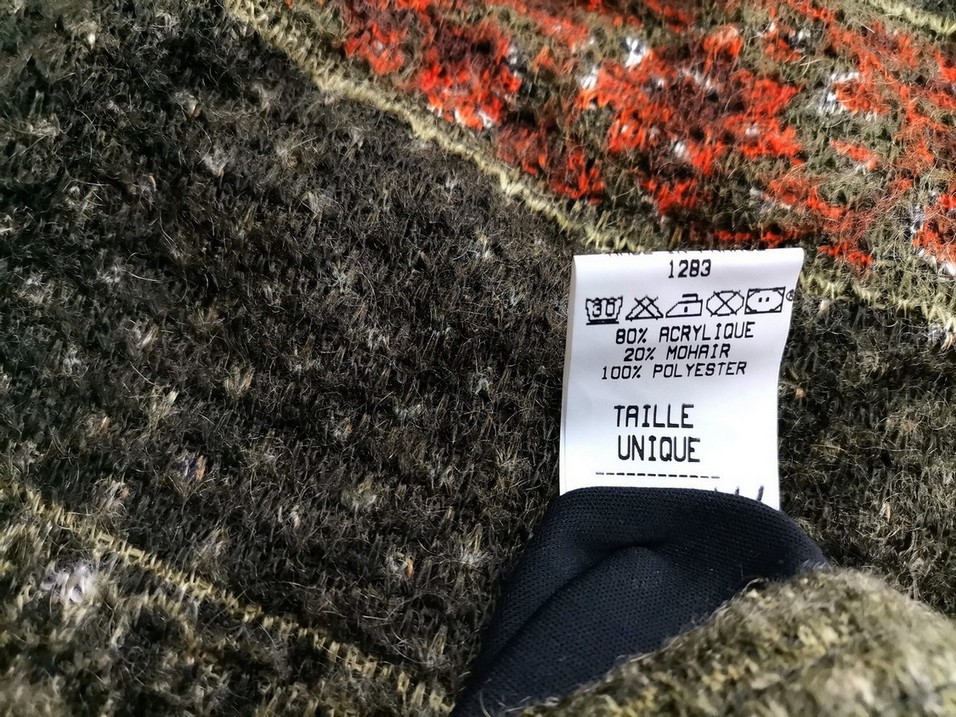 1283
30
80% ACRYLIQUE
20% MOHAIR
100% POLYESTER
TAILLE
UNIQUE